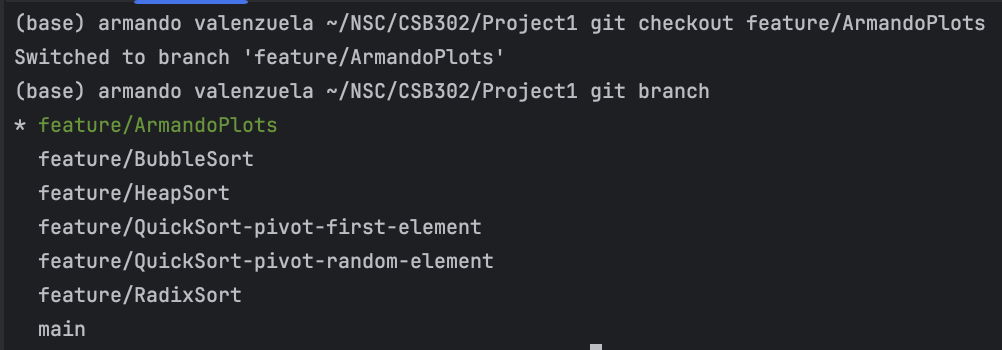 (base) armando valenzuela ~/NSC/CSB302/Project1 git checkout feature/ArmandoPlots
Switched to branch 'feature/ArmandoPlots'
(base) armando valenzuela ~/NSC/CSB302/Project1 git branch
* feature/ArmandoPlots
  feature/BubbleSort
  feature/HeapSort
  feature/QuickSort-pivot-first-element
  feature/QuickSort-pivot-random-element
  feature/RadixSort
  main